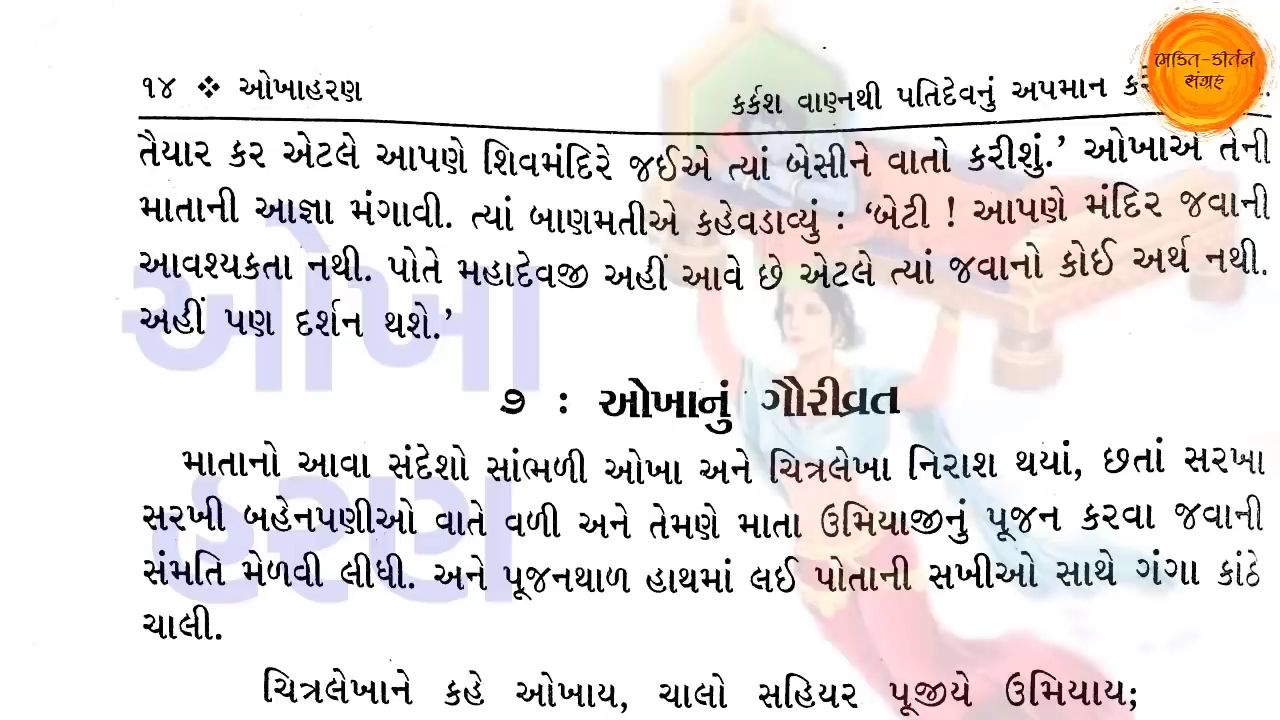 ભક્તિ-કીર્તન
સંગ્રહ
૧૪ ❖ ઓખાહરણ
કર્કશ વાણીથી પતિદેવનું અપમાન
તૈયાર કર એટલે આપણે શિવમંદિરે જઈએ ત્યાં બેસીને વાતો કરીશું.’ ઓખાએ તેની
માતાની આજ્ઞા મંગાવી. ત્યાં બાણમતીએ કહેવડાવ્યું : ‘બેટી ! આપણે મંદિર જવાની
આવશ્યકતા નથી. પોતે મહાદેવજી અહીં આવે છે એટલે ત્યાં જવાનો કોઈ અર્થ નથી.
અહીં પણ દર્શન થશે.’
ઓખા
હરણ
૭ : ઓખાનું ગૌરીવ્રત
માતાનો આવા સંદેશો સાંભળી ઓખા અને ચિત્રલેખા નિરાશ થયાં, છતાં સરખા
સરખી બહેનપણીઓ વાતે વળી અને તેમણે માતા ઉમિયાજીનું પૂજન કરવા જવાની
સંમતિ મેળવી લીધી. અને પૂજનથાળ હાથમાં લઈ પોતાની સખીઓ સાથે ગંગા કાંઠે
ચાલી.
ચિત્રલેખાને કહે ઓખાય, ચાલો સહિયર પૂજીયે ઉમિયાય;